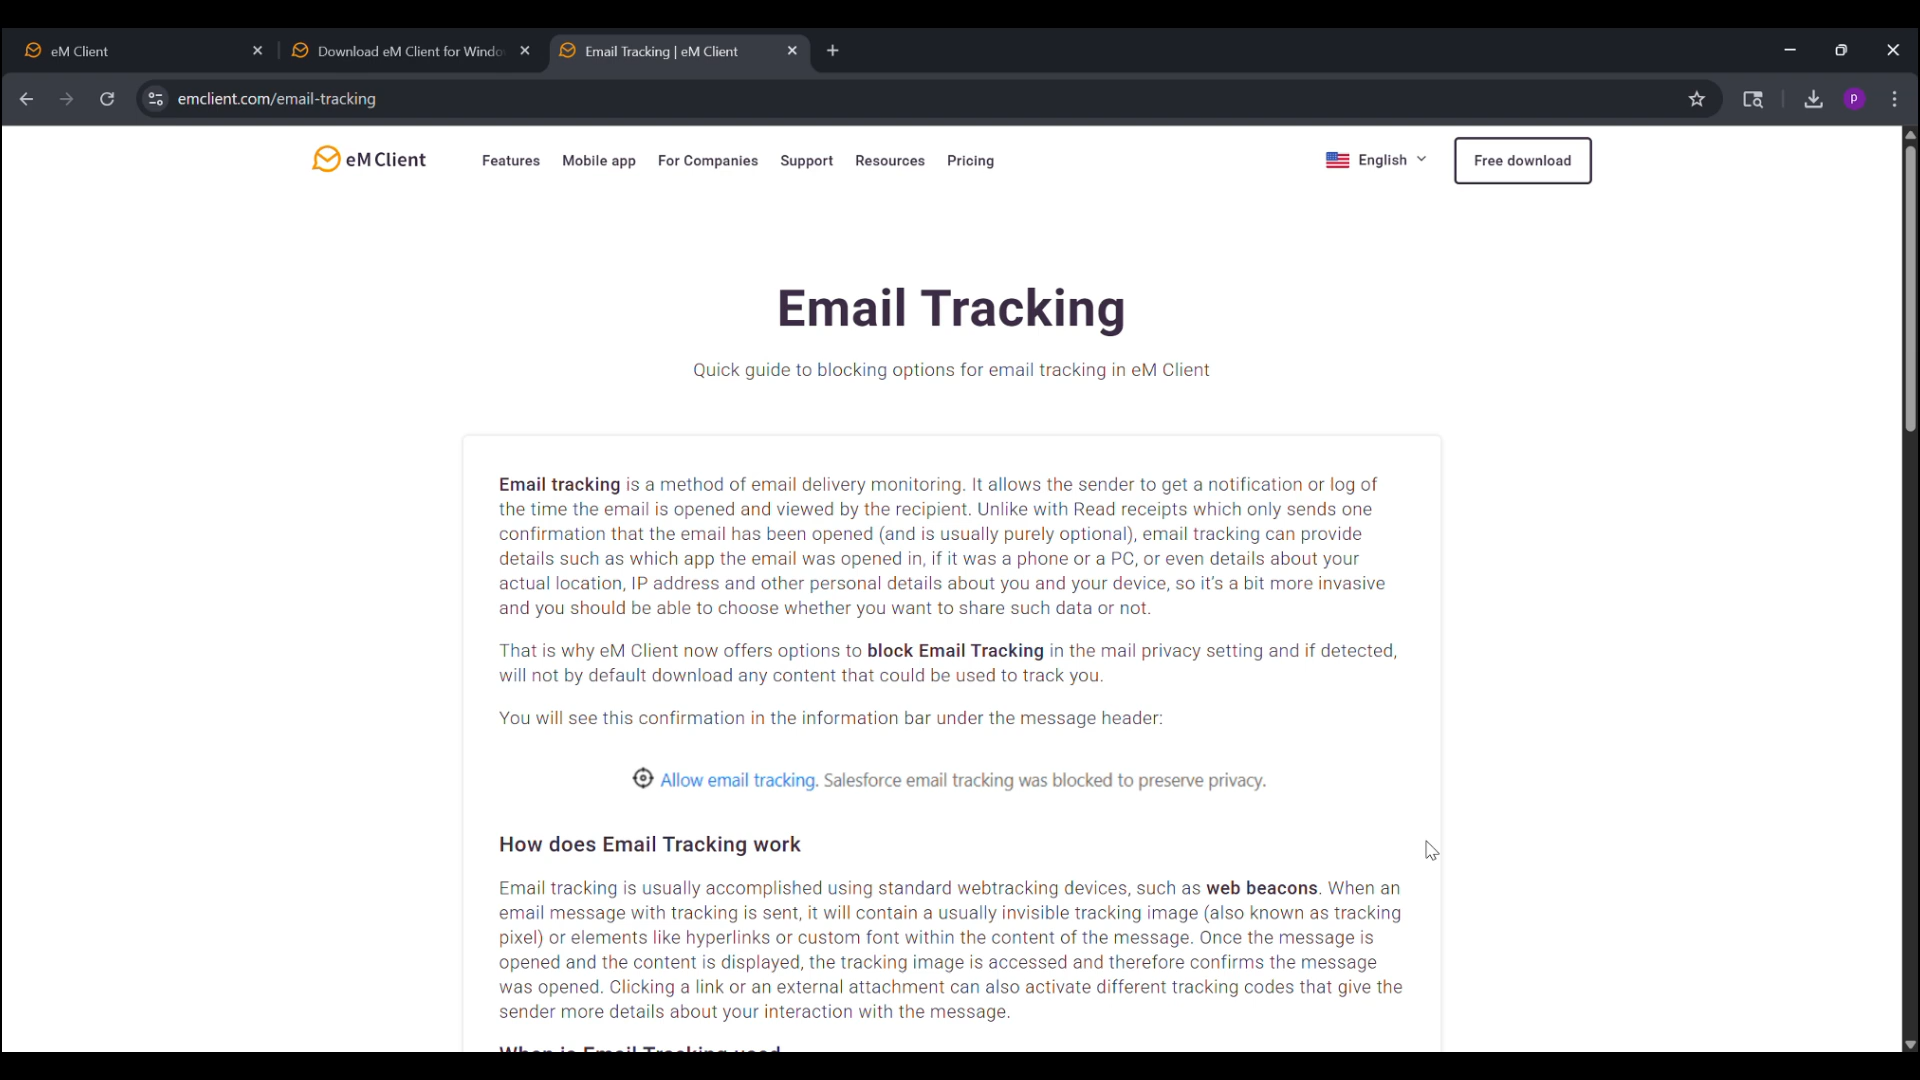 eM Client
Download eM Client for Windo
Email Tracking | eM Client
emclient.com/email-tracking
P
eM Client
Features
Mobile app
For Companies
Support
Resources
Pricing
English
Free download
Email Tracking
Quick guide to blocking options for email tracking in eM Client
Email tracking is a method of email delivery monitoring. It allows the sender to get a notification or log of
the time the email is opened and viewed by the recipient. Unlike with Read receipts which only sends one
confirmation that the email has been opened (and is usually purely optional), email tracking can provide
details such as which app the email was opened in, if it was a phone or a PC, or even details about your
actual location, IP address and other personal details about you and your device, so it's a bit more invasive
and you should be able to choose whether you want to share such data or not.
That is why eM Client now offers options to block Email Tracking in the mail privacy setting and if detected,
will not by default download any content that could be used to track you.
You will see this confirmation in the information bar under the message header:
Allow email tracking. Salesforce email tracking was blocked to preserve privacy.
How does Email Tracking work
Email tracking is usually accomplished using standard webtracking devices, such as web beacons. When an
email message with tracking is sent, it will contain a usually invisible tracking image (also known as tracking
pixel) or elements like hyperlinks or custom font within the content of the message. Once the message is
opened and the content is displayed, the tracking image is accessed and therefore confirms the message
was opened. Clicking a link or an external attachment can also activate different tracking codes that give the
sender more details about your interaction with the message.
When is Email Tracking used